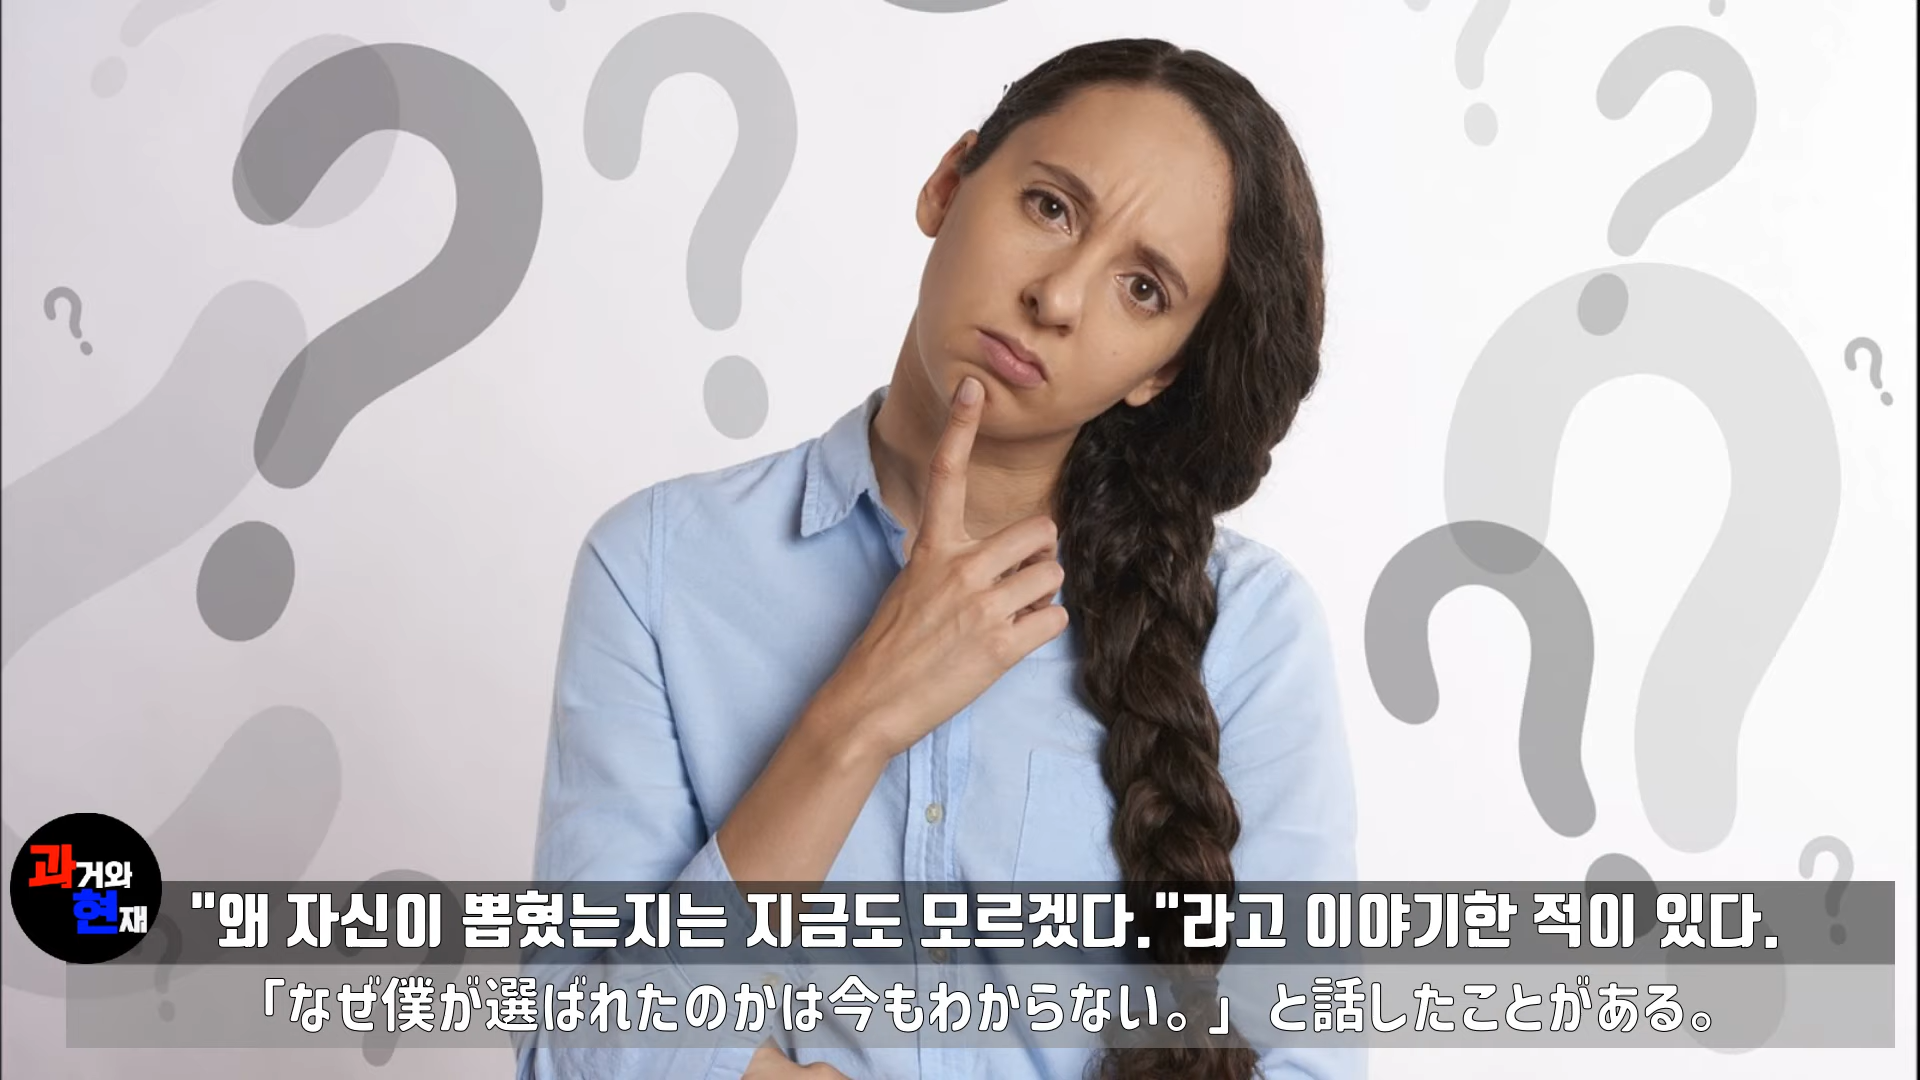 과거와
현재
"왜 자신이 뽑혔는지는 지금도 모르겠다."라고 이야기한 적이 있다.
「なぜ僕が選ばれたのかは今もわからない。」と話したことがある。